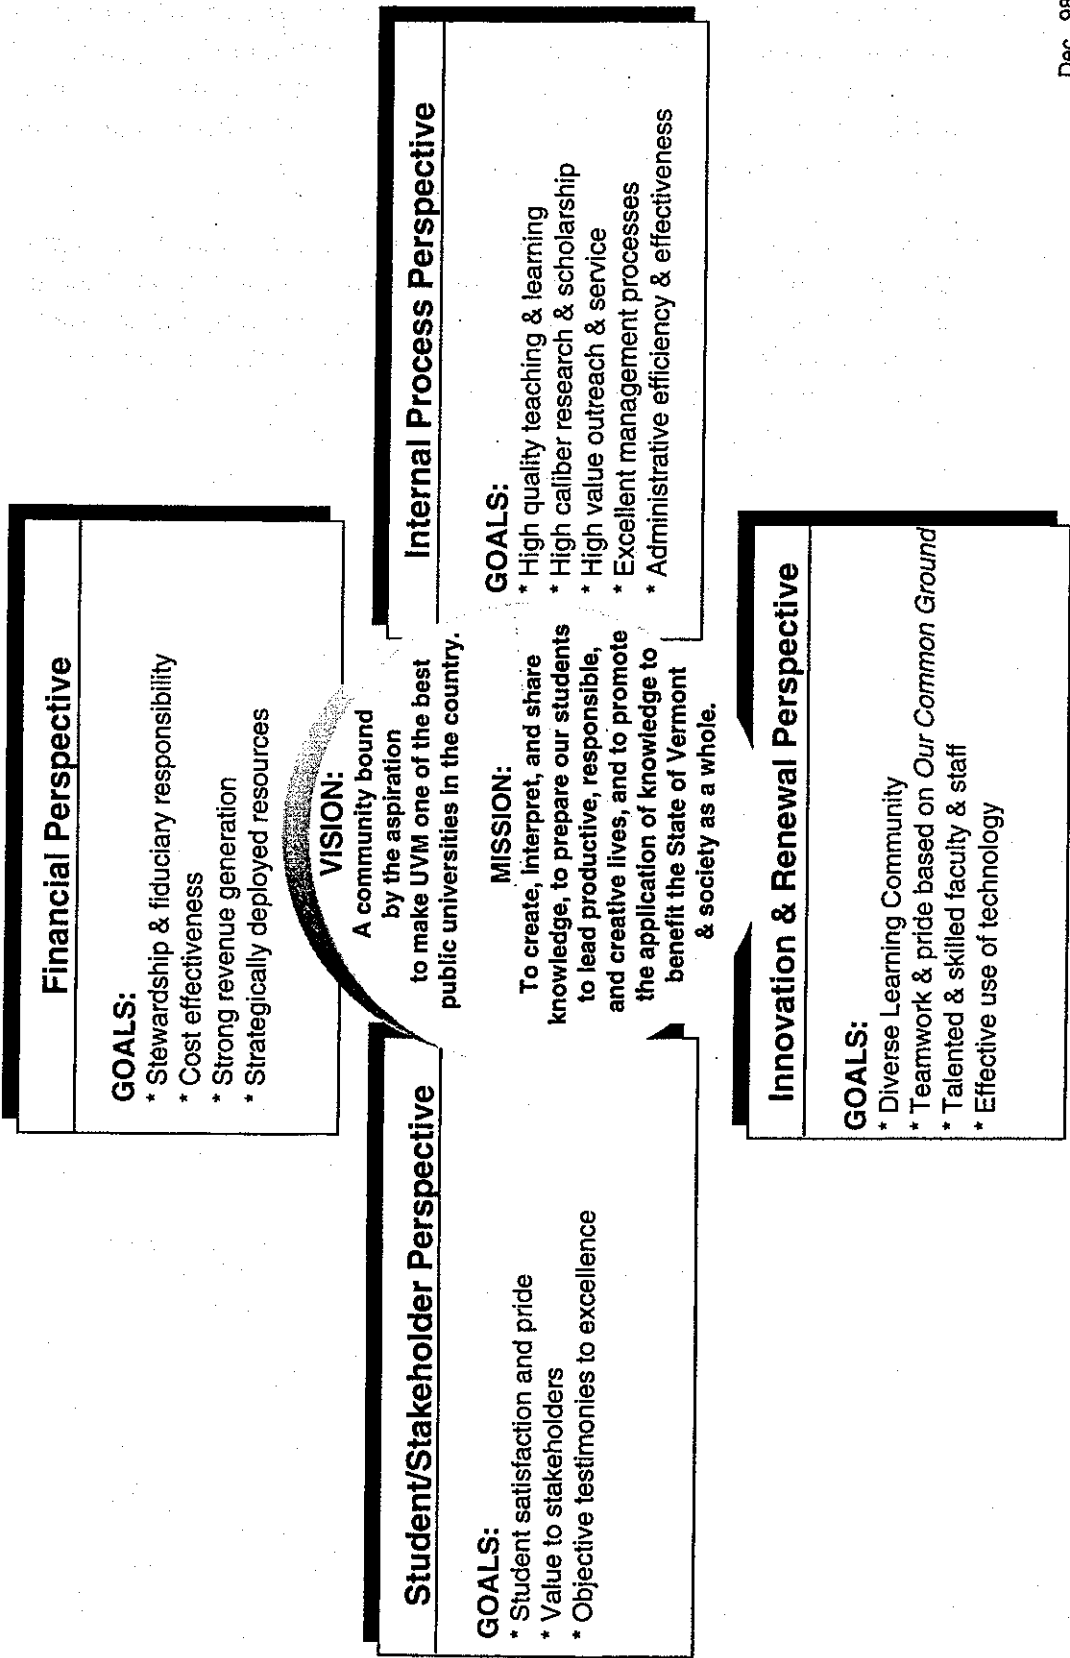 Financial Perspective
GOALS:
* Stewardship & fiduciary responsibility
* Cost effectiveness
* Strong revenue generation
* Strategically deployed resources
Student/Stakeholder Perspective
GOALS:
* Student satisfaction and pride
* Value to stakeholders
* Objective testimonies to excellence
VISION:
A community bound
by the aspiration
to make UVM one of the best
public universities in the country.
MISSION:
To create, interpret, and share
knowledge, to prepare our students
to lead productive, responsible,
and creative lives, and to promote
the application of knowledge to
benefit the State of Vermont
& society as a whole.
Internal Process Perspective
GOALS:
* High quality teaching & learning
* High caliber research & scholarship
* High value outreach & service
* Excellent management processes
* Administrative efficiency & effectiveness
Innovation & Renewal Perspective
GOALS:
* Diverse Learning Community
* Teamwork & pride based on Our Common Ground
* Talented & skilled faculty & staff
* Effective use of technology
Dec. 98